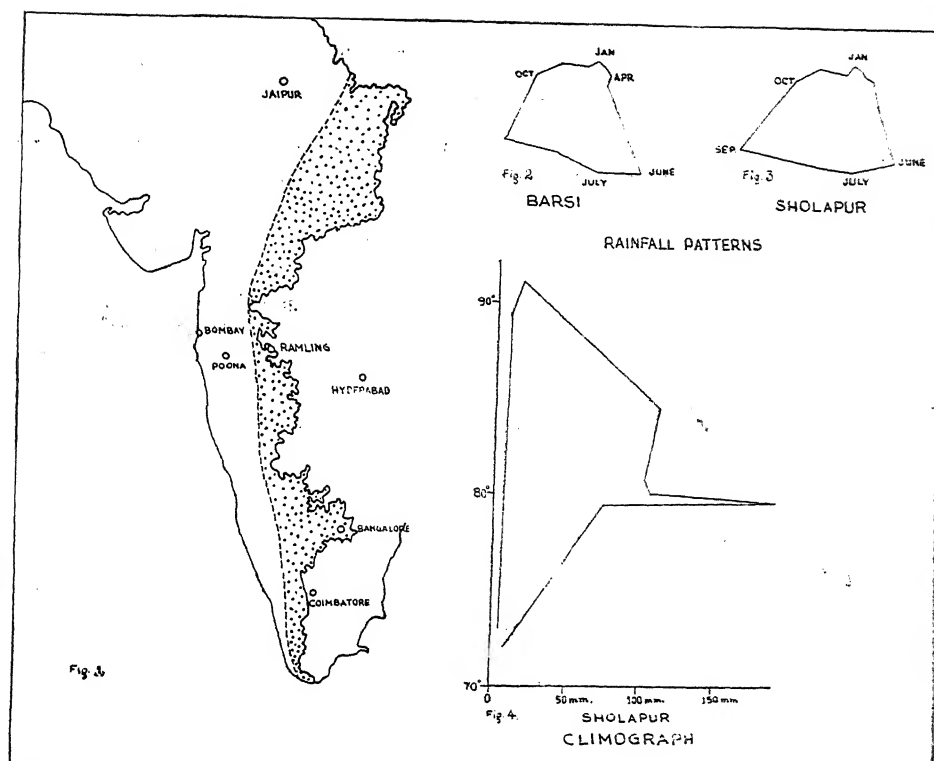 JAIPUR
BOMBAY
POONA
RAMLING
HYDERABAD
BANGALORE
COIMBATORE
JAN
OCT
APR
Fig. 2
JULY
JUNE
BARSI
JAN
OCT
SEP.
Fig. 3
JULY
JUNE
SHOLAPUR
RAINFALL PATTERNS
90°
80°
70°
0
50 mm.
100 mm.
150 mm
Fig. 4.
SHOLAPUR
CLIMOGRAPH